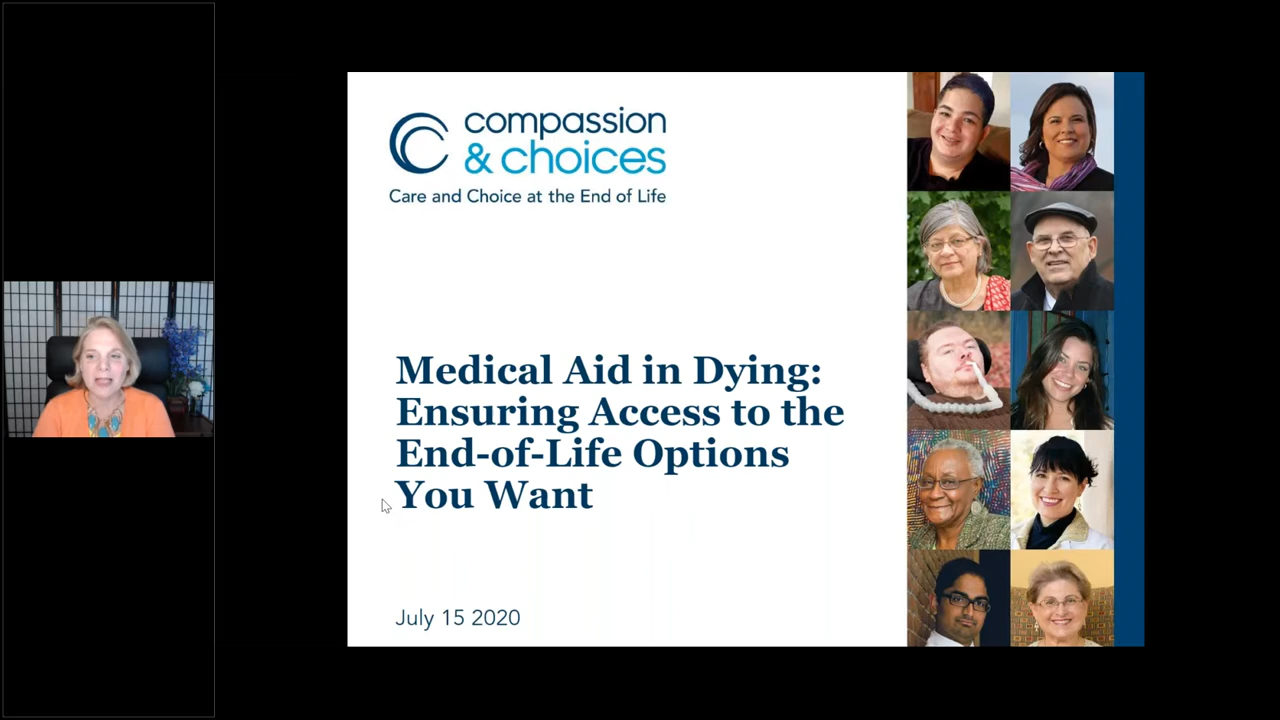 compassion
& choices
Care and Choice at the End of Life
Medical Aid in Dying:
Ensuring Access to the
End-of-Life Options
You Want
July 15 2020